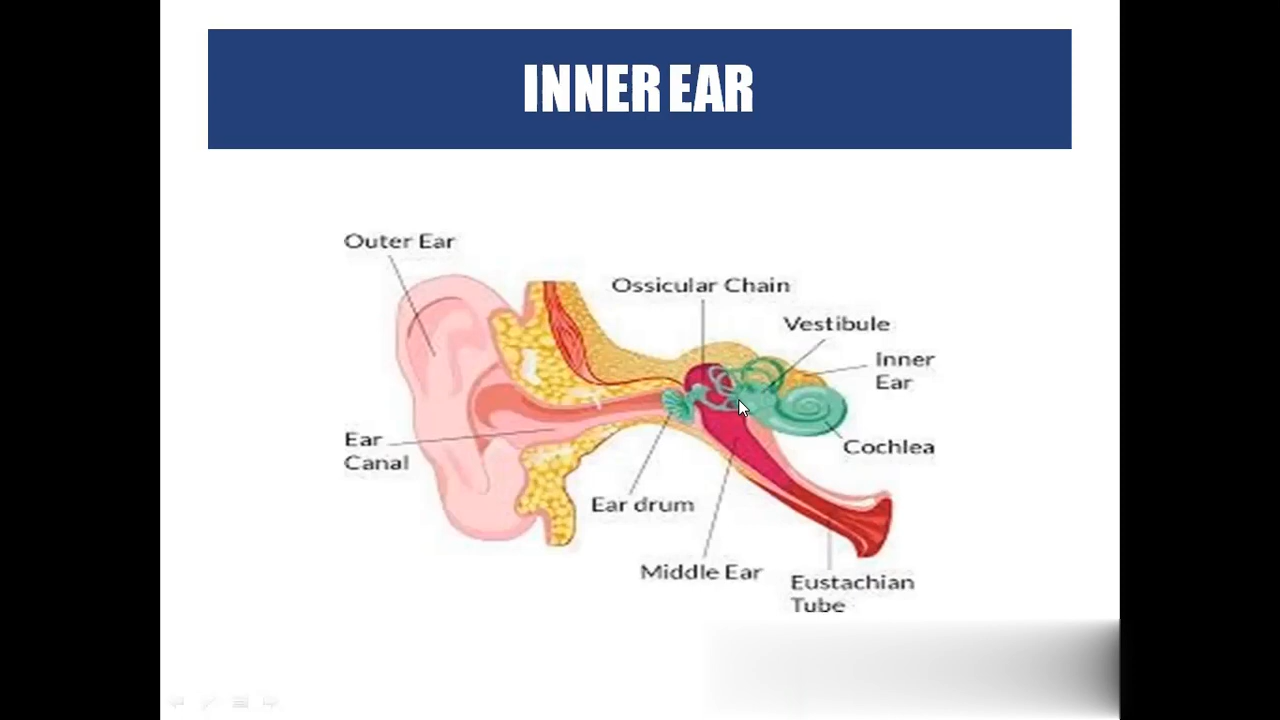 INNER EAR
Outer Ear
Ossicular Chain
Vestibule
Inner
Ear
Ear
Canal
Cochlea
Ear drum
Middle Ear
Eustachian
Tube